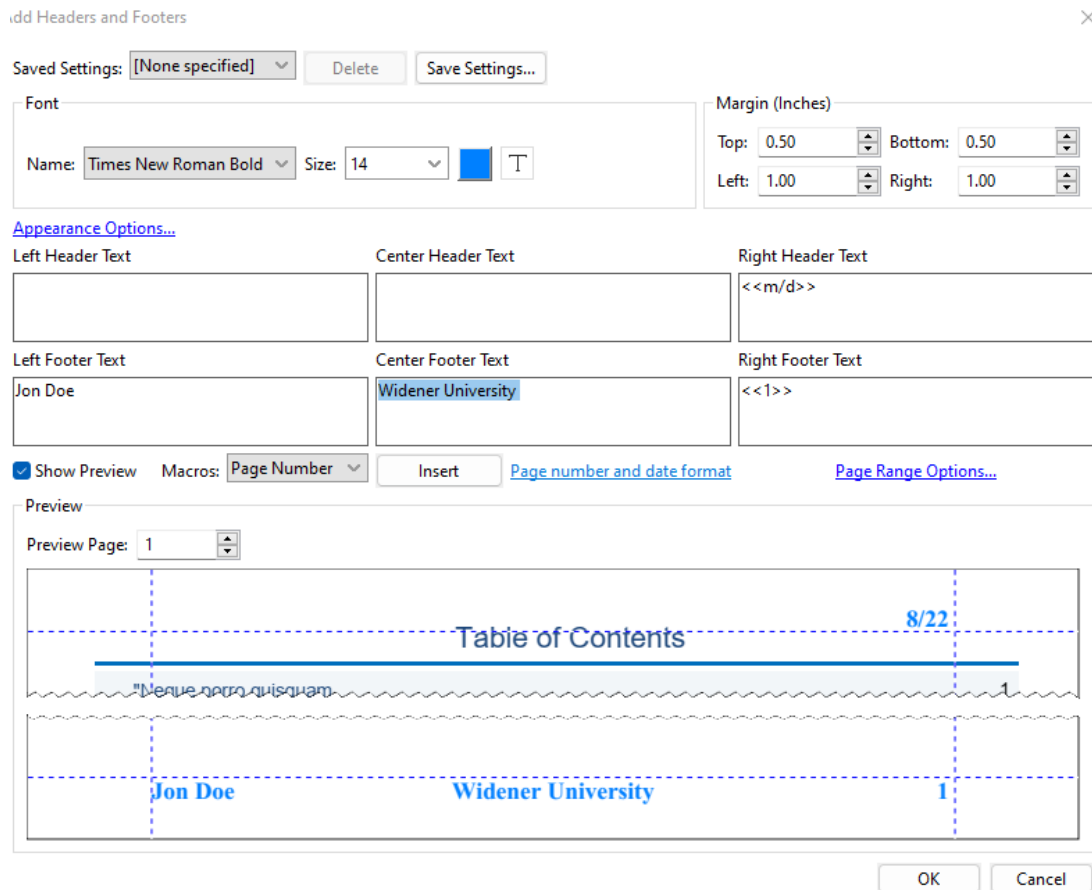 dd Headers and Footers
Saved Settings: [None specified] Delete Save Settings...
Font
Name: Times New Roman Bold Size: 14 T
Margin (Inches)
Top: 0.50 Bottom: 0.50
Left: 1.00 Right: 1.00
Appearance Options...
Left Header Text Center Header Text Right Header Text
<<m/d>>
Left Footer Text Center Footer Text Right Footer Text
Jon Doe Widener University <<1>>
Show Preview Macros: Page Number Insert Page number and date format Page Range Options...
Preview
Preview Page: 1
8/22
Table of Contents
"Neque porro quisquam 1
Jon Doe Widener University 1
OK Cancel